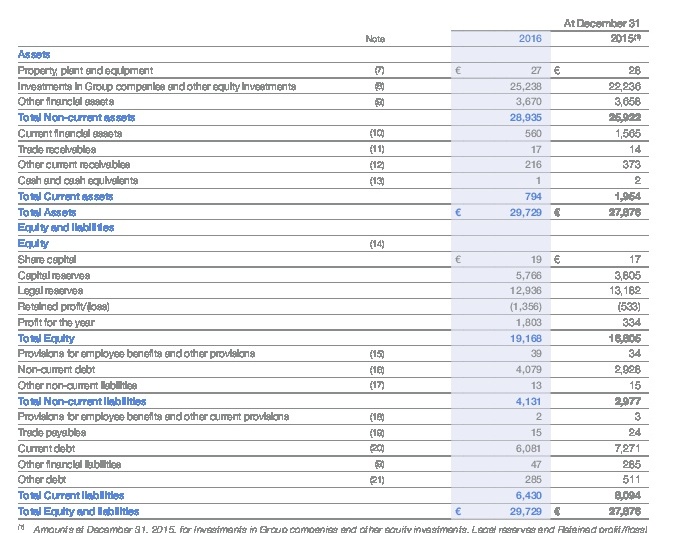 At December 31
Note 2016 2015(*)
Assets
Property, plant and equipment (7) € 27 € 28
Investments in Group companies and other equity investments (8) 25,238 22,236
Other financial assets (9) 3,670 3,658
Total Non-current assets 28,935 25,922
Current financial assets (10) 560 1,565
Trade receivables (11) 17 14
Other current receivables (12) 216 373
Cash and cash equivalents (13) 1 2
Total Current assets 794 1,954
Total Assets € 29,729 € 27,876
Equity and liabilities
Equity (14)
Share capital € 19 € 17
Capital reserves 5,766 3,805
Legal reserves 12,936 13,182
Retained profit/(loss) (1,356) (533)
Profit for the year 1,803 334
Total Equity 19,168 16,805
Provisions for employee benefits and other provisions (15) 39 34
Non-current debt (16) 4,079 2,928
Other non-current liabilities (17) 13 15
Total Non-current liabilities 4,131 2,977
Provisions for employee benefits and other current provisions (18) 2 3
Trade payables (19) 15 24
Current debt (20) 6,081 7,271
Other financial liabilities (9) 47 285
Other debt (21) 285 511
Total Current liabilities 6,430 8,094
Total Equity and liabilities € 29,729 € 27,876
(*) Amounts at December 31, 2015, for Investments in Group companies and other equity investments, Legal reserves and Retained profit/(loss)